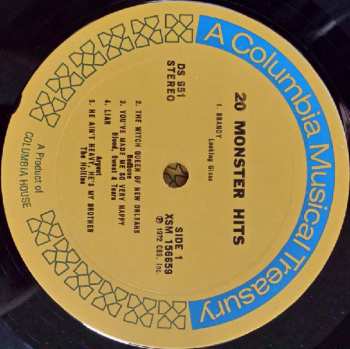 A Columbia Musical Treasury
20 MONSTER HITS
DS 951
STEREO
SIDE 1
XSM 156659
℗ 1972 CBS, Inc.
1. BRANDY
Looking Glass
2. THE WITCH QUEEN OF NEW ORLEANS
Redbone
3. YOU'VE MADE ME SO VERY HAPPY
Blood, Sweat & Tears
4. LIAR
Argent
5. HE AIN'T HEAVY, HE'S MY BROTHER
The Hollies
A Product of
COLUMBIA HOUSE